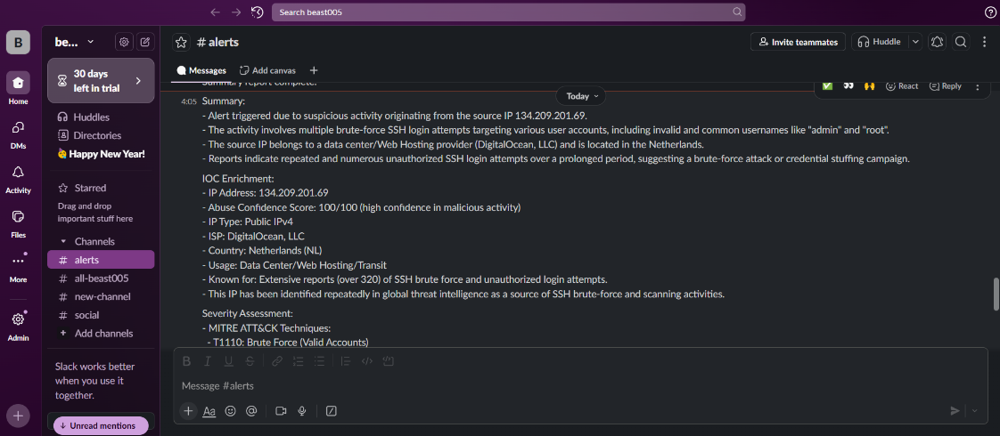 Search beast005
B
be...
# alerts
Invite teammates
Huddle
Messages
Add canvas
30 days
left in trial
Home
DMs
Activity
Files
More
Admin
Huddles
Directories
Happy New Year!
Starred
Drag and drop
important stuff here
Channels
# alerts
# all-beast005
# new-channel
# social
+ Add channels
Slack works better
when you use it
together.
↓ Unread mentions
Summary report complete.
Today
React
Reply
4:05 Summary:
- Alert triggered due to suspicious activity originating from the source IP 134.209.201.69.
- The activity involves multiple brute-force SSH login attempts targeting various user accounts, including invalid and common usernames like "admin" and "root".
- The source IP belongs to a data center/Web Hosting provider (DigitalOcean, LLC) and is located in the Netherlands.
- Reports indicate repeated and numerous unauthorized SSH login attempts over a prolonged period, suggesting a brute-force attack or credential stuffing campaign.
IOC Enrichment:
- IP Address: 134.209.201.69
- Abuse Confidence Score: 100/100 (high confidence in malicious activity)
- IP Type: Public IPv4
- ISP: DigitalOcean, LLC
- Country: Netherlands (NL)
- Usage: Data Center/Web Hosting/Transit
- Known for: Extensive reports (over 320) of SSH brute force and unauthorized login attempts.
- This IP has been identified repeatedly in global threat intelligence as a source of SSH brute-force and scanning activities.
Severity Assessment:
- MITRE ATT&CK Techniques:
- T1110: Brute Force (Valid Accounts)
B I U S
Message #alerts
Aa